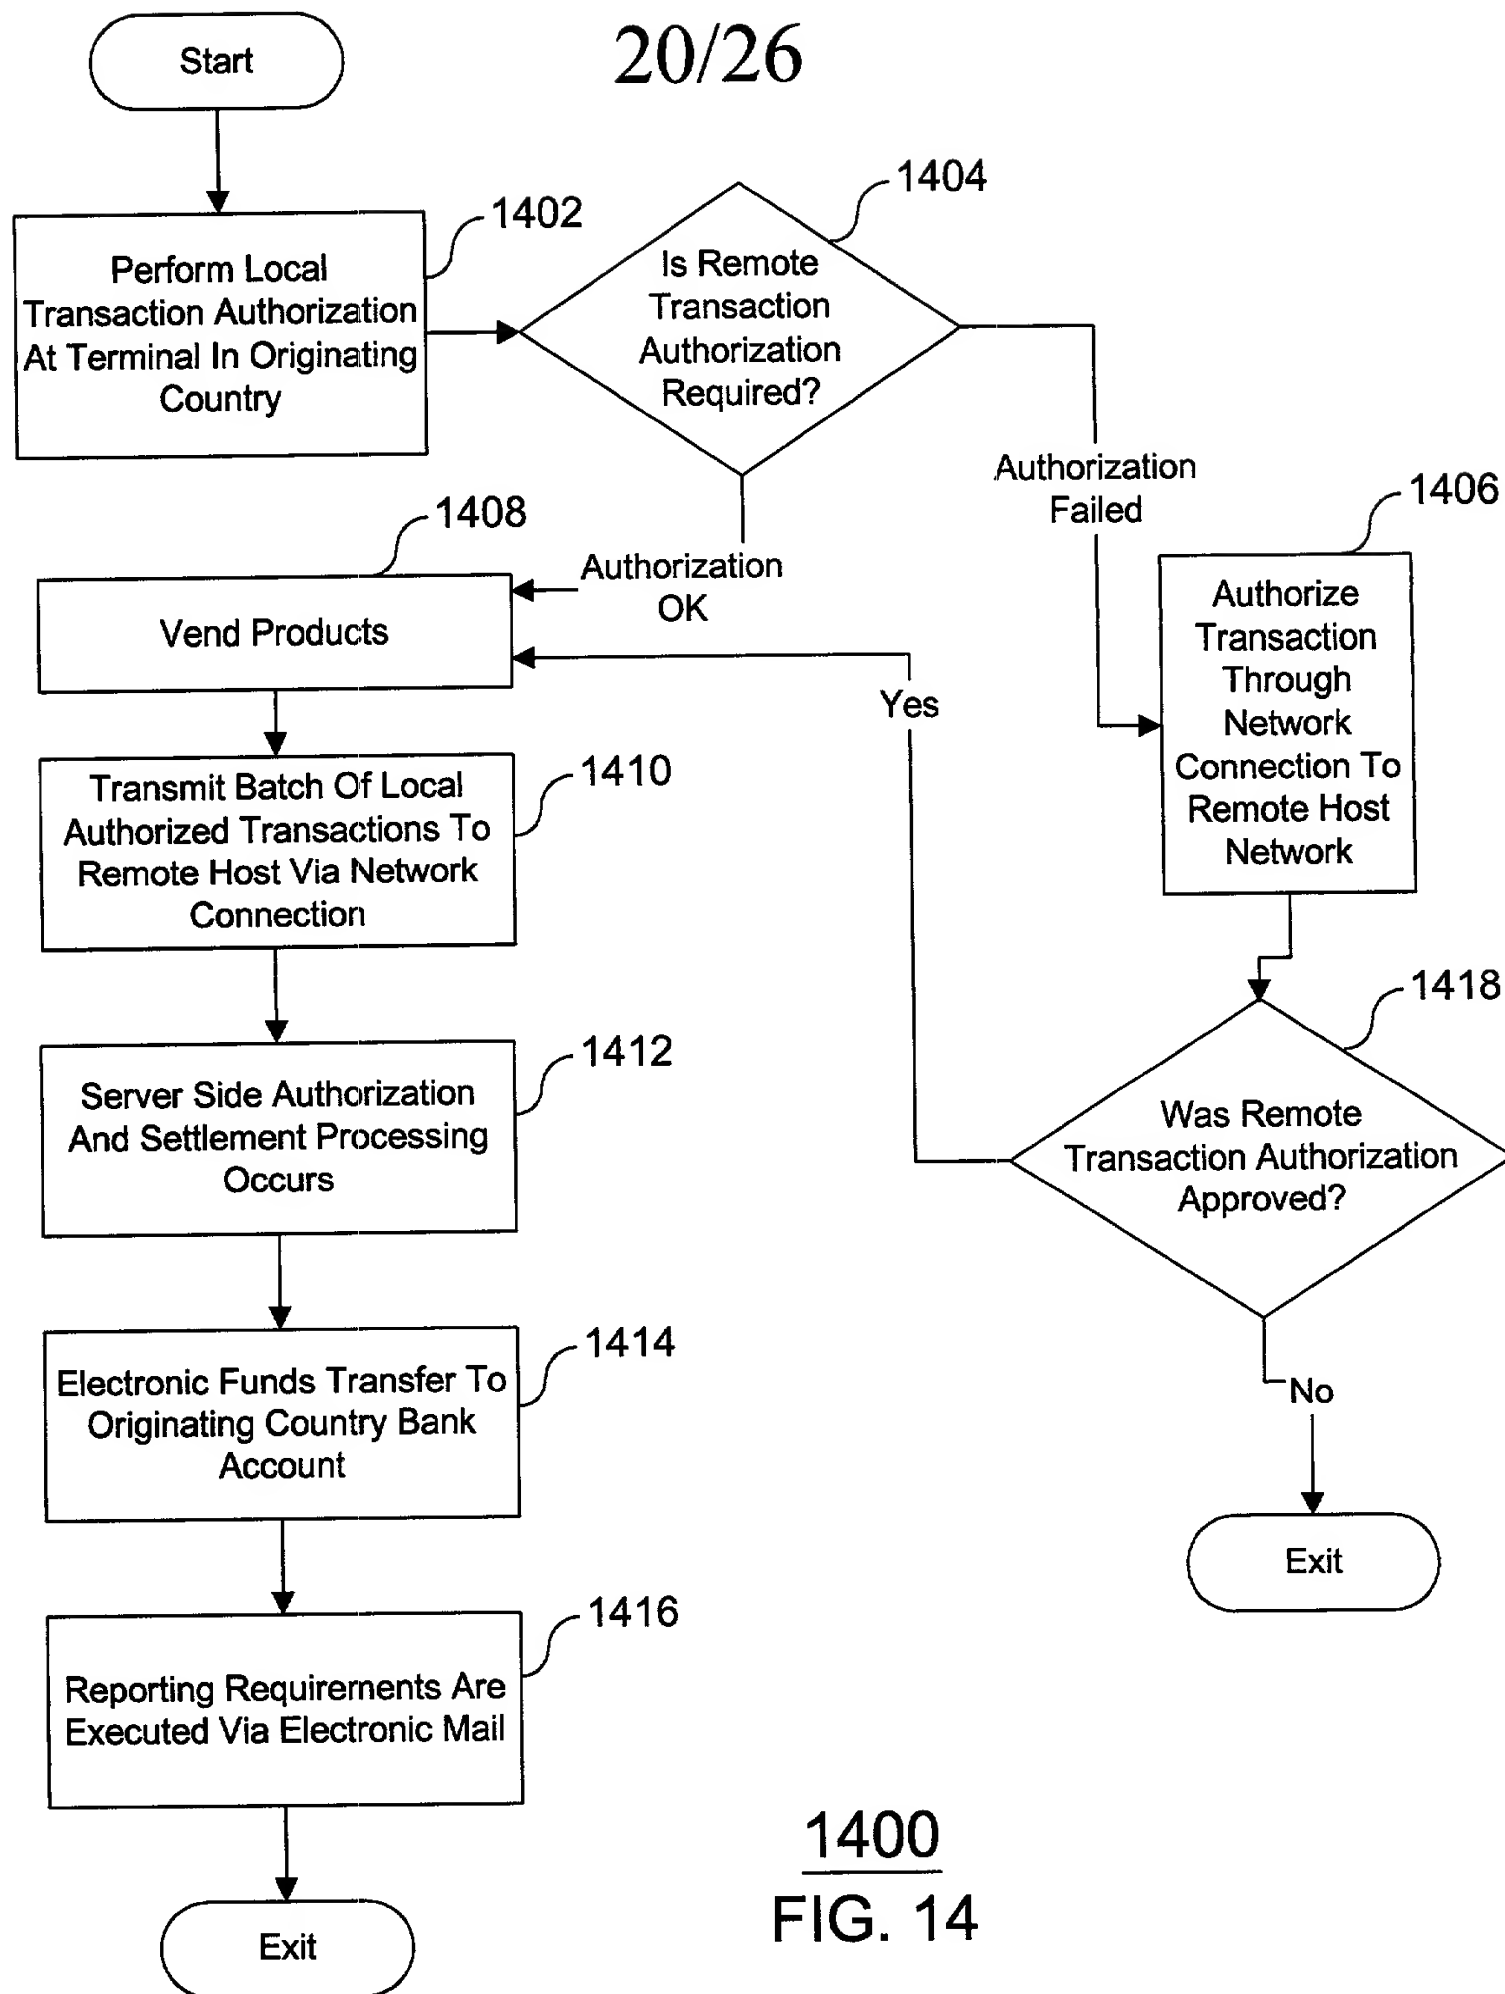 20/26
Start
1402
Perform Local
Transaction Authorization
At Terminal In Originating
Country
1404
Is Remote
Transaction
Authorization
Required?
Authorization
Failed
Authorization
OK
1406
Authorize
Transaction
Through
Network
Connection To
Remote Host
Network
1408
Vend Products
Yes
1410
Transmit Batch Of Local
Authorized Transactions To
Remote Host Via Network
Connection
1418
Was Remote
Transaction Authorization
Approved?
No
Exit
1412
Server Side Authorization
And Settlement Processing
Occurs
1414
Electronic Funds Transfer To
Originating Country Bank
Account
1416
Reporting Requirements Are
Executed Via Electronic Mail
Exit
1400
FIG. 14